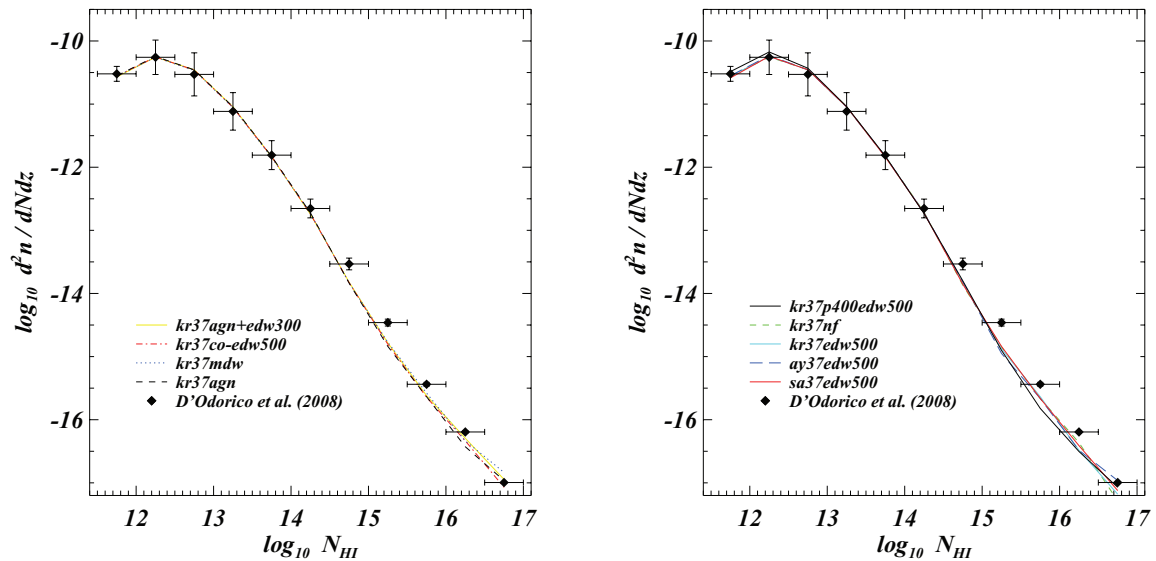 -10
-12
-14
-16
log10 d2n / dNdz
kr37agn+edw300
kr37co-edw500
kr37mdw
kr37agn
D'Odorico et al. (2008)
12 13 14 15 16 17
log10 NHI
-10
-12
-14
-16
log10 d2n / dNdz
kr37p400edw500
kr37nf
kr37edw500
ay37edw500
sa37edw500
D'Odorico et al. (2008)
12 13 14 15 16 17
log10 NHI